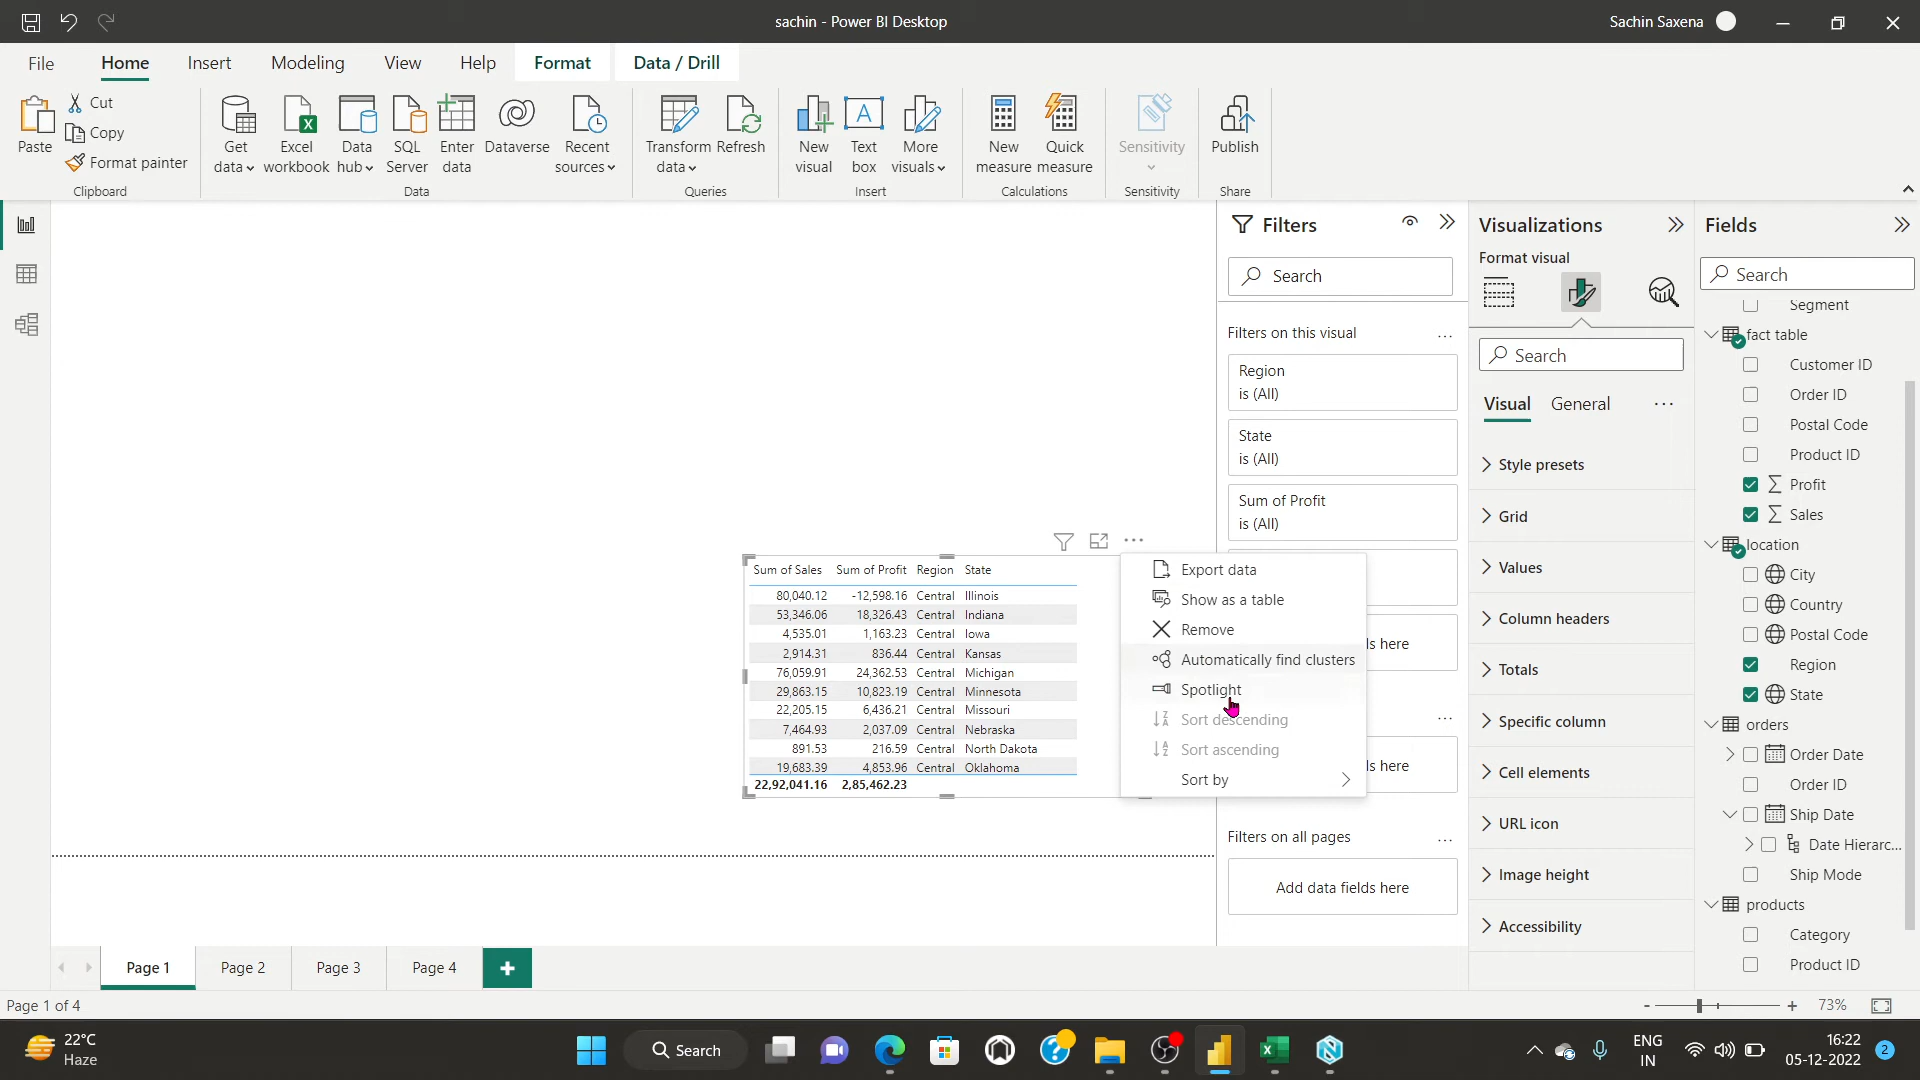 sachin - Power BI Desktop
Sachin Saxena
File
Home
Insert
Modeling
View
Help
Format
Data / Drill
Paste
Cut
Copy
Format painter
Clipboard
Get data
Excel workbook
Data hub
SQL Server
Enter data
Dataverse
Recent sources
Data
Transform data
Refresh
Queries
New visual
A
Text box
More visuals
Insert
New measure
Quick measure
Calculations
Sensitivity
Sensitivity
Publish
Share
Filters
Search
Filters on this visual
...
Region
is (All)
State
is (All)
Sum of Profit
is (All)
ds here
...
ds here
Filters on all pages
...
Add data fields here
Sum of Sales Sum of Profit Region State
80,040.12 -12,598.16 Central Illinois
53,346.06 18,326.43 Central Indiana
4,535.01 1,163.23 Central Iowa
2,914.31 836.44 Central Kansas
76,059.91 24,362.53 Central Michigan
29,863.15 10,823.19 Central Minnesota
22,205.15 6,436.21 Central Missouri
7,464.93 2,037.09 Central Nebraska
891.53 216.59 Central North Dakota
19,683.39 4,853.96 Central Oklahoma
22,92,041.16 2,85,462.23
Export data
Show as a table
Remove
Automatically find clusters
Spotlight
Sort descending
Sort ascending
Sort by
Visualizations
Format visual
Search
Visual
General
...
Style presets
Grid
Values
Column headers
Totals
Specific column
Cell elements
URL icon
Image height
Accessibility
Fields
Search
Segment
fact table
Customer ID
Order ID
Postal Code
Product ID
Profit
Sales
location
City
Country
Postal Code
Region
State
orders
Order Date
Order ID
Ship Date
Date Hierarc...
Ship Mode
products
Category
Product ID
Page 1
Page 2
Page 3
Page 4
+
Page 1 of 4
- + 73%
22°C
Haze
Search
ENG
IN
16:22
05-12-2022
2